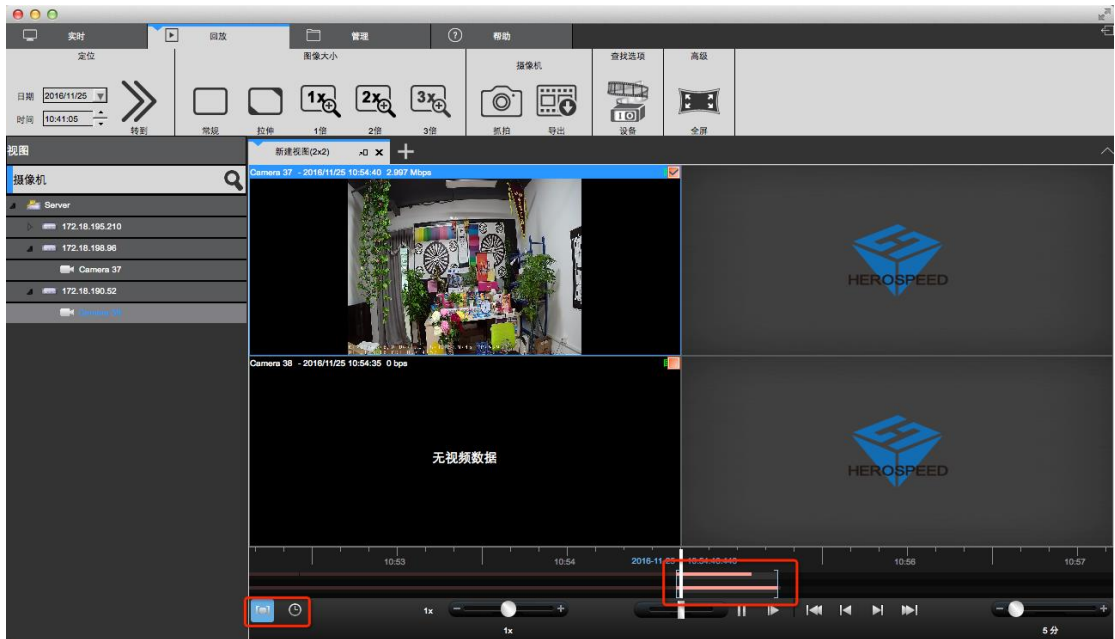 实时
回放
管理
帮助
定位
图像大小
摄像机
查找选项
高级
日期 2016/11/25
时间 10:41:05
转到
常规
拉伸
1x
1倍
2x
2倍
3x
3倍
抓拍
导出
设备
全屏
视图
新建视图(2x2)
摄像机
Server
172.18.195.210
172.18.198.96
Camera 37
172.18.190.52
Camera 37 - 2016/11/25 10:54:40 2.997 Mbps
HEROSPEED
Camera 38 - 2016/11/25 10:54:35 0 bps
无视频数据
HEROSPEED
10:53
10:54
10:56
10:57
1x
1x
5 分